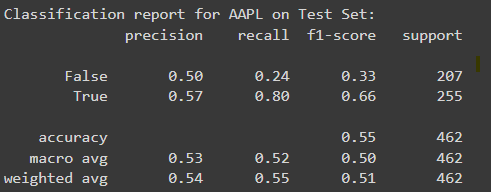 Classification report for AAPL on Test Set:
precision recall f1-score support
False 0.50 0.24 0.33 207
True 0.57 0.80 0.66 255
accuracy 0.55 462
macro avg 0.53 0.52 0.50 462
weighted avg 0.54 0.55 0.51 462